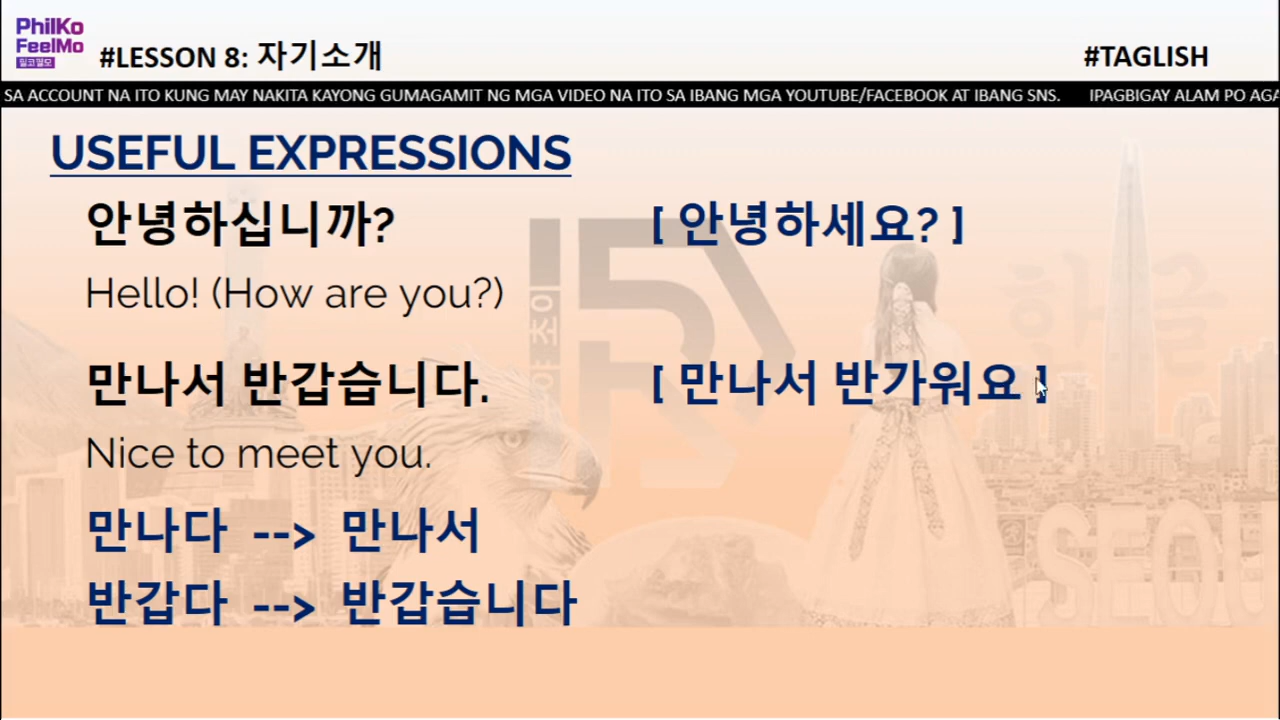 PhilKo
FeelMo
필코필모
#LESSON 8: 자기소개
#TAGLISH
SA ACCOUNT NA ITO KUNG MAY NAKITA KAYONG GUMAGAMIT NG MGA VIDEO NA ITO SA IBANG MGA YOUTUBE/FACEBOOK AT IBANG SNS. IPAGBIGAY ALAM PO AGA
USEFUL EXPRESSIONS
안녕하십니까? [ 안녕하세요? ]
Hello! (How are you?)
만나서 반갑습니다. [ 만나서 반가워요 ]
Nice to meet you.
만나다 --> 만나서
반갑다 --> 반갑습니다
한글
SEOU